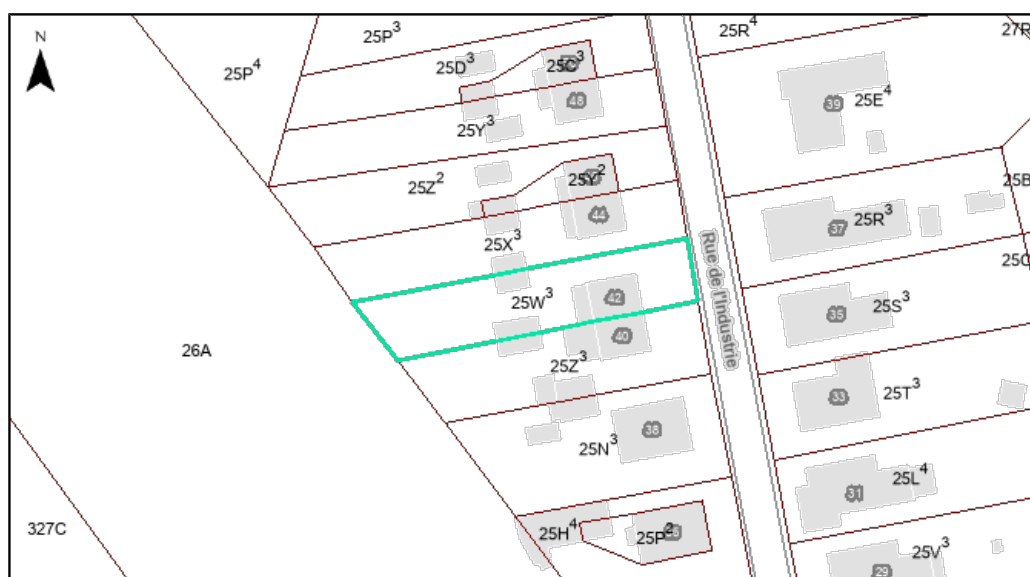 25P³
25R⁴
27R
N
25D³
25C³
25P⁴
48
39
25E⁴
25Y³
25Y²
25Z²
25B
44
25R³
37
25X³
Rue de l'Industrie
25C
42
25W³
25S³
35
40
26A
25Z³
33
25T³
38
25N³
25L⁴
31
327C
25H⁴
25P²
25V³
29